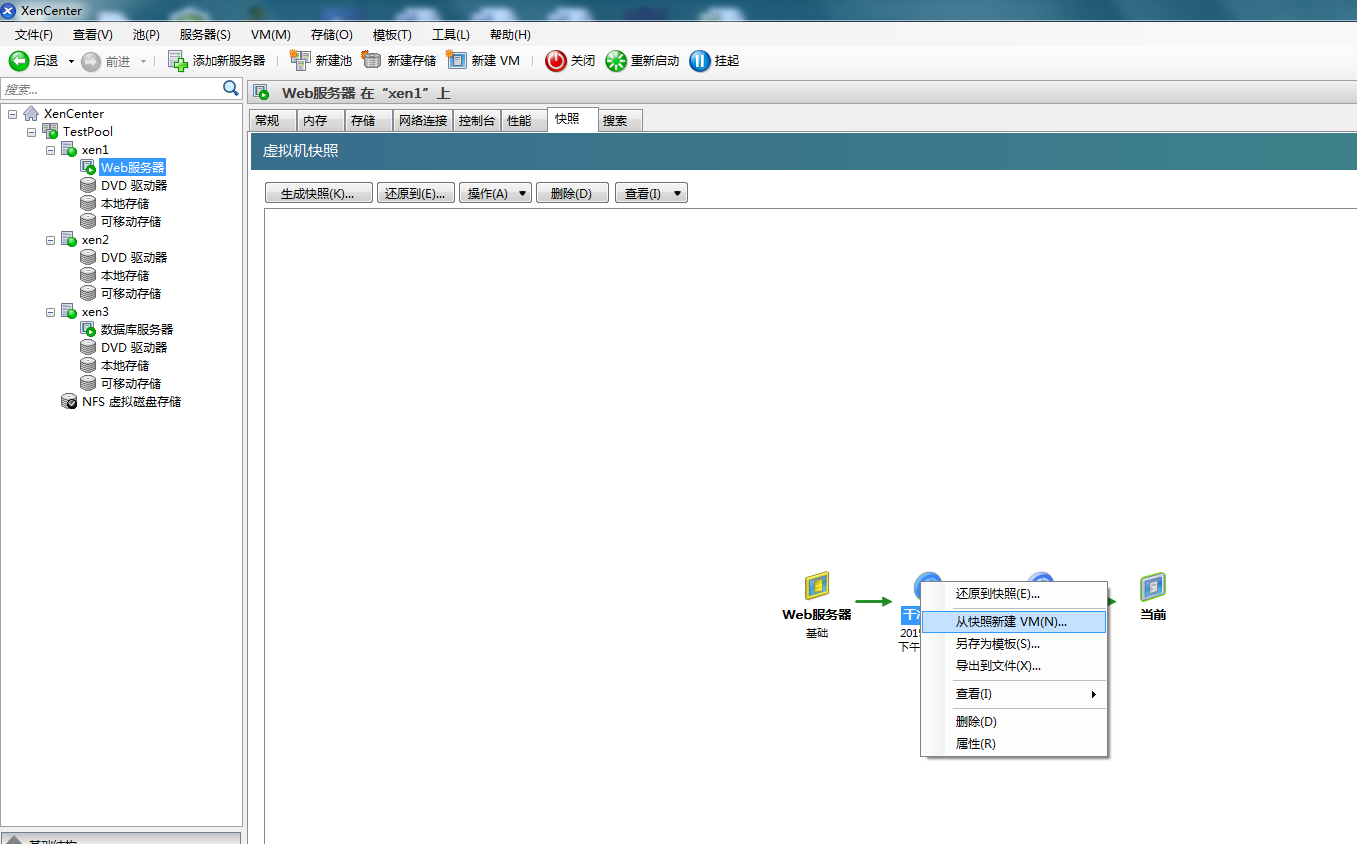 XenCenter
文件(F) 查看(V) 池(P) 服务器(S) VM(M) 存储(O) 模板(T) 工具(L) 帮助(H)
后退 前进 添加新服务器 新建池 新建存储 新建 VM 关闭 重新启动 挂起
搜索...
Web服务器 在“xen1”上
XenCenter
TestPool
xen1
Web服务器
DVD 驱动器
本地存储
可移动存储
xen2
DVD 驱动器
本地存储
可移动存储
xen3
数据库服务器
DVD 驱动器
本地存储
可移动存储
NFS 虚拟磁盘存储
常规 内存 存储 网络连接 控制台 性能 快照 搜索
虚拟机快照
生成快照(K)... 还原到(E)... 操作(A) 删除(D) 查看(I)
Web服务器
基础
下午
当前
还原到快照(E)...
从快照新建 VM(N)...
另存为模板(S)...
导出到文件(X)...
查看(I)
删除(D)
属性(R)
基础结构